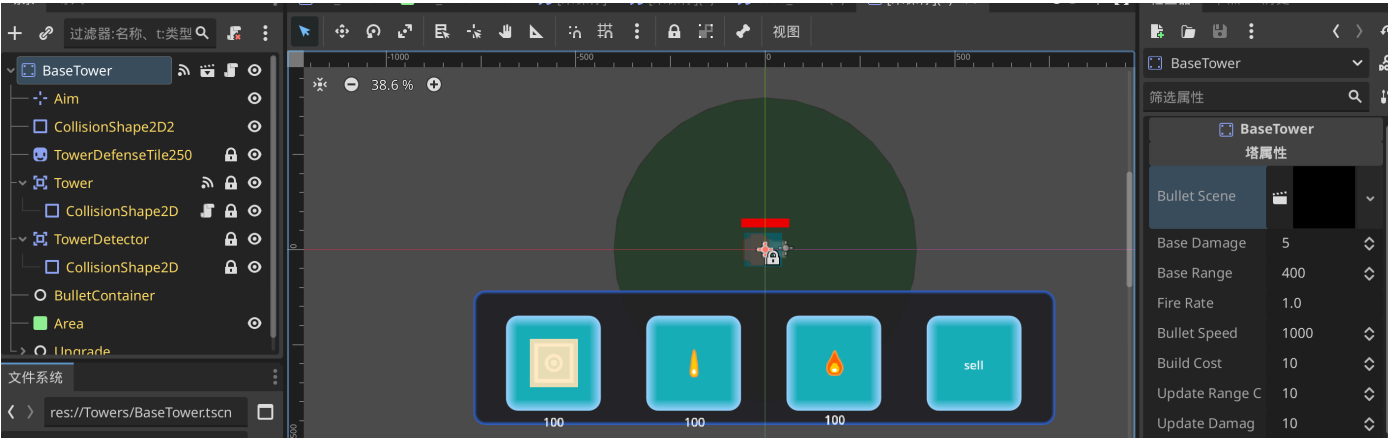 过滤器:名称、t:类型
BaseTower
Aim
CollisionShape2D2
TowerDefenseTile250
Tower
CollisionShape2D
TowerDetector
CollisionShape2D
BulletContainer
Area
Upgrade
文件系统
res://Towers/BaseTower.tscn
视图
-1000
-500
0
500
38.6 %
0
500
sell
100
100
100
BaseTower
筛选属性
BaseTower
塔属性
Bullet Scene
Base Damage 5
Base Range 400
Fire Rate 1.0
Bullet Speed 1000
Build Cost 10
Update Range C 10
Update Damag 10